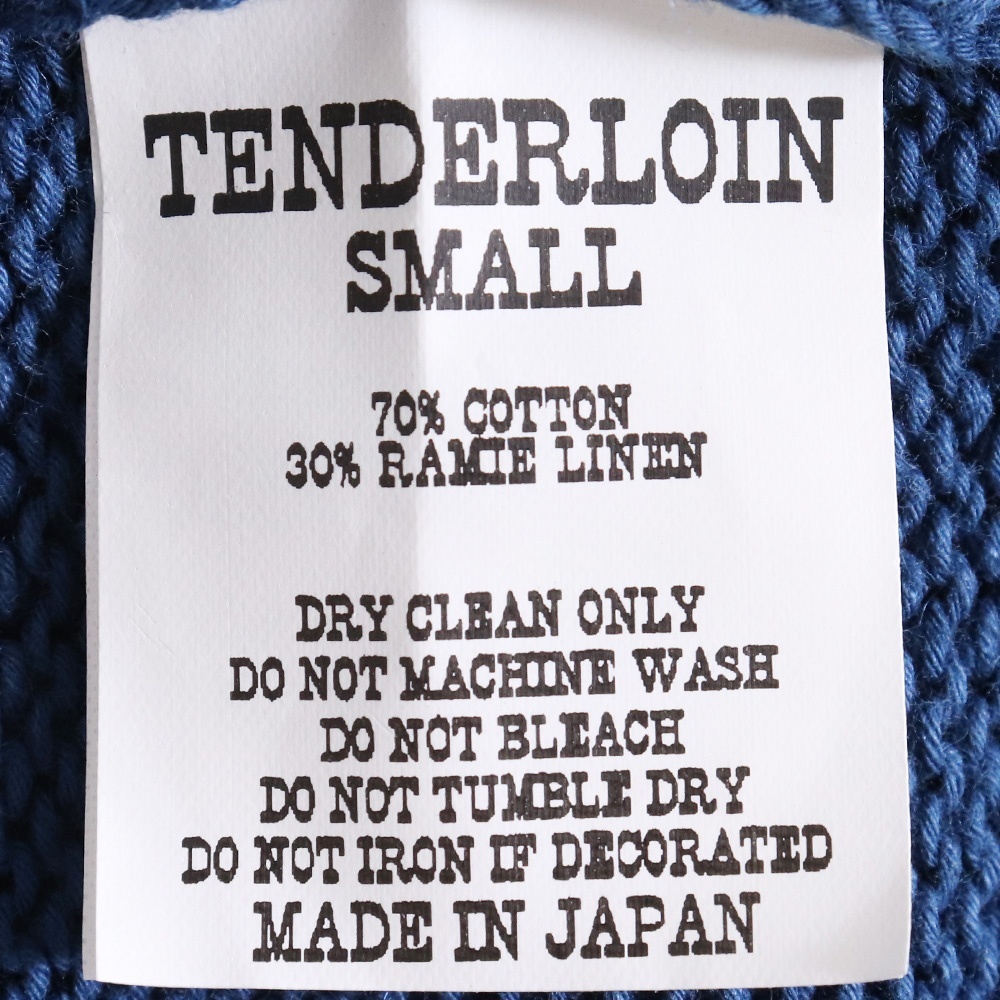 TENDERLOIN
SMALL
70% COTTON
30% RAMIE LINEN
DRY CLEAN ONLY
DO NOT MACHINE WASH
DO NOT BLEACH
DO NOT TUMBLE DRY
DO NOT IRON IF DECORATED
MADE IN JAPAN